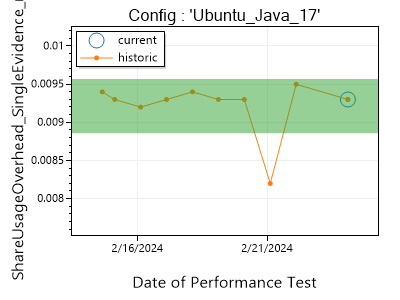 Config : 'Ubuntu_Java_17'
ShareUsageOverhead_SingleEvidence_
current
historic
0.01
0.0095
0.009
0.0085
0.008
2/16/2024
2/21/2024
Date of Performance Test